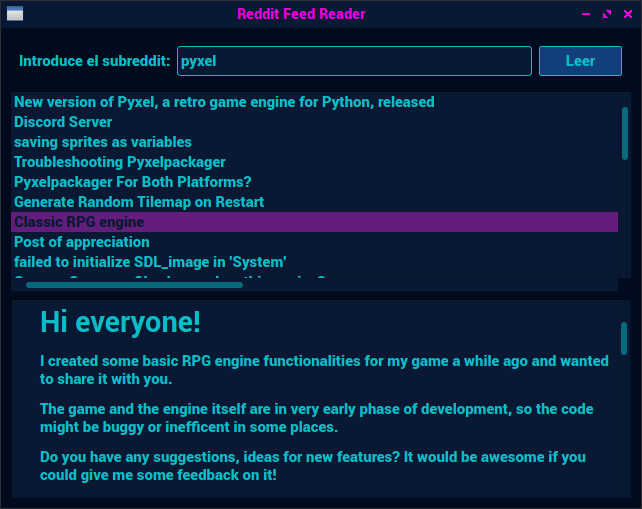 Reddit Feed Reader
Introduce el subreddit: pyxel Leer
New version of Pyxel, a retro game engine for Python, released
Discord Server
saving sprites as variables
Troubleshooting Pyxelpackager
Pyxelpackager For Both Platforms?
Generate Random Tilemap on Restart
Classic RPG engine
Post of appreciation
failed to initialize SDL_image in 'System'
Hi everyone!
I created some basic RPG engine functionalities for my game a while ago and wanted
to share it with you.
The game and the engine itself are in very early phase of development, so the code
might be buggy or inefficent in some places.
Do you have any suggestions, ideas for new features? It would be awesome if you
could give me some feedback on it!